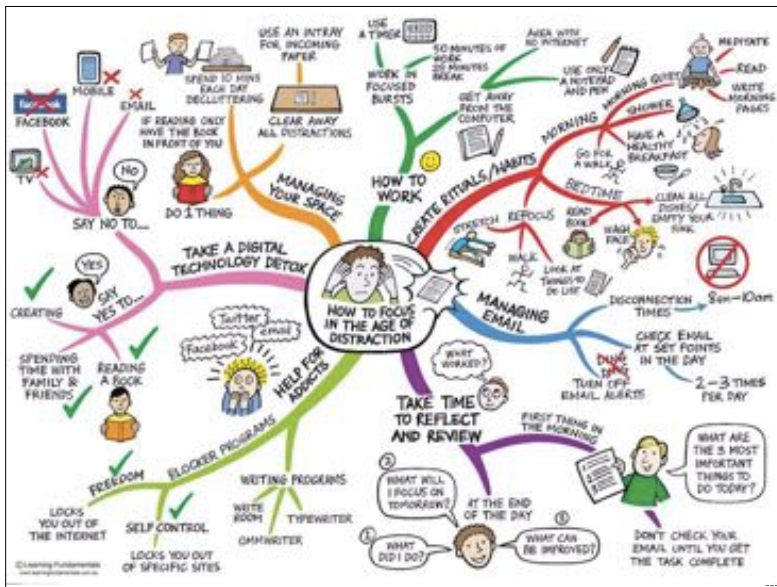 HOW TO FOCUS
IN THE AGE OF
DISTRACTION
MANAGING
YOUR SPACE
SPEND 10 MINS
EACH DAY
DECLUTTERING
USE AN INTRAY
FOR INCOMING
PAPER
CLEAR AWAY
ALL DISTRACTIONS
IF READING ONLY
HAVE THE BOOK
IN FRONT OF YOU
DO 1 THING
HOW TO
WORK
USE
A TIMER
WORK IN
FOCUSED
BURSTS
50 MINUTES OF
WORK
MINUTES
BREAK
GET AWAY
FROM THE
COMPUTER
AREA WITH
NO INTERNET
USE ONLY
A NOTEPAD
AND PEN
CREATE RITUALS/HABITS
MORNING
MORNING QUIET
MEDITATE
READ
WRITE
MORNING
PAGES
SHOWER
HAVE A
HEALTHY
BREAKFAST
GO FOR
A WALK
BEDTIME
CLEAN ALL
DISHES/
EMPTY YOUR
SINK
WASH
FACE
READ
BOOK
REFOCUS
STRETCH
WALK
LOOK AT
THINGS TO
DO LIST
MANAGING
EMAIL
DISCONNECTION
TIMES
8am-10am
CHECK EMAIL
AT SET POINTS
IN THE DAY
2-3 TIMES
PER DAY
DING
DING
TURN OFF
EMAIL ALERTS
TAKE TIME
TO REFLECT
AND REVIEW
WHAT
WORKED?
FIRST THING IN
THE MORNING
WHAT ARE
THE 3 MOST
IMPORTANT
THINGS TO
DO TODAY?
DON'T CHECK YOUR
EMAIL UNTIL YOU GET
THE TASK COMPLETE
AT THE END
OF THE DAY
WHAT
DID I DO?
WHAT WILL
I FOCUS ON
TOMORROW?
WHAT CAN
BE IMPROVED?
HELP FOR
ADDICTS
Twitter
email
Facebook
WRITING PROGRAMS
WRITE
ROOM
OMMWRITER
TYPEWRITER
BLOCKER PROGRAMS
FREEDOM
LOCKS
YOU OUT OF
THE INTERNET
SELF CONTROL
LOCKS YOU OUT
OF SPECIFIC SITES
TAKE A DIGITAL
TECHNOLOGY DETOX
NO
SAY NO TO...
TV
FACEBOOK
MOBILE
EMAIL
YES
SAY
YES TO...
CREATING
SPENDING
TIME WITH
FAMILY &
FRIENDS
READING
A BOOK
© Learning Fundamentals
www.learningfundamentals.com.au